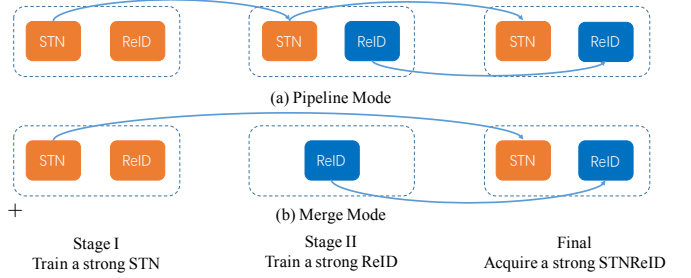 STN ReID STN ReID STN ReID
(a) Pipeline Mode
STN ReID ReID STN ReID
+
(b) Merge Mode
Stage I Stage II Final
Train a strong STN Train a strong ReID Acquire a strong STNReID